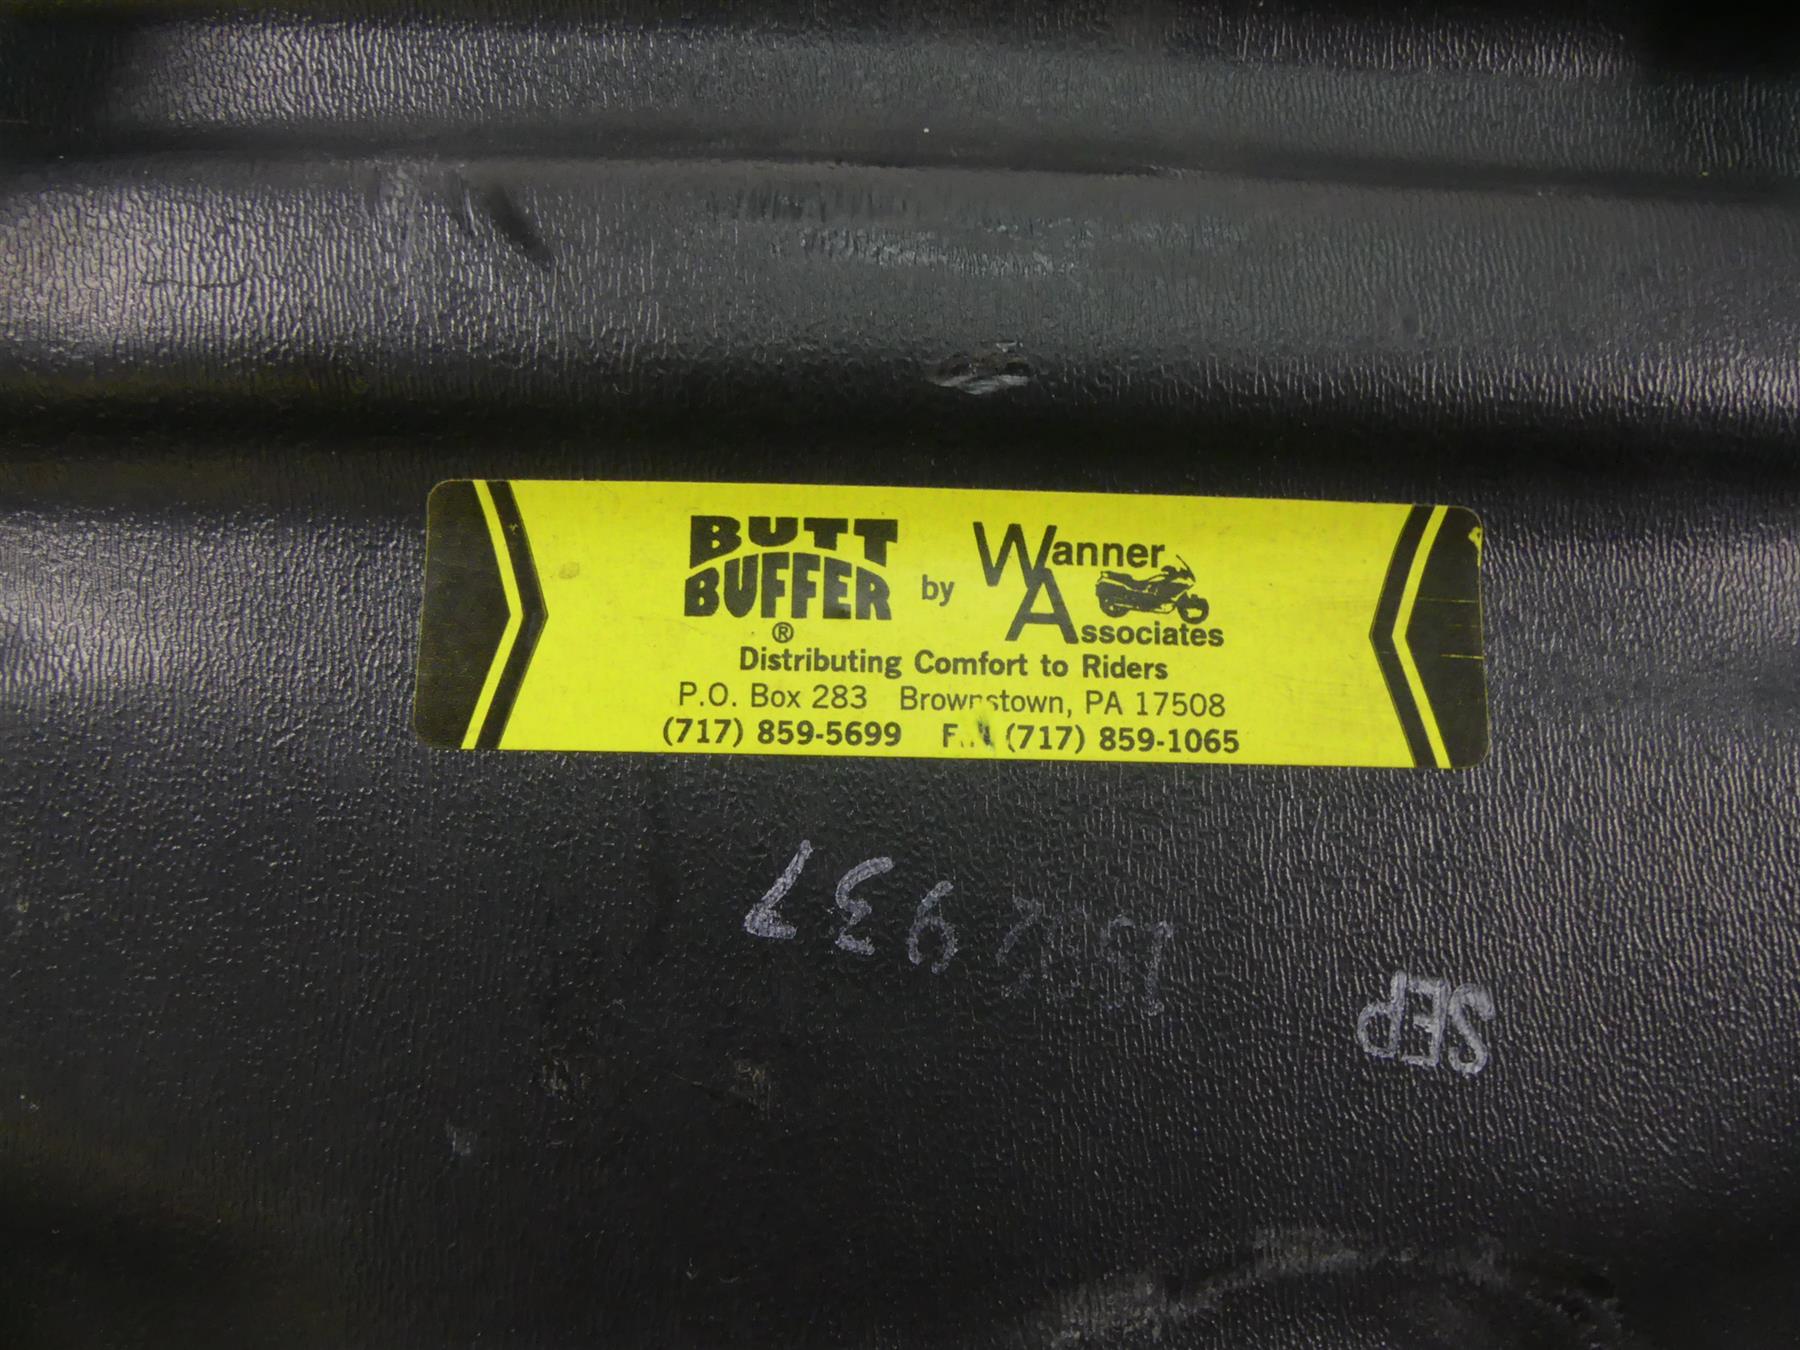 BUTT BUFFER® by Wanner Associates
Distributing Comfort to Riders
P.O. Box 283 Brownstown, PA 17508
(717) 859-5699 (717) 859-1065
SEP
937